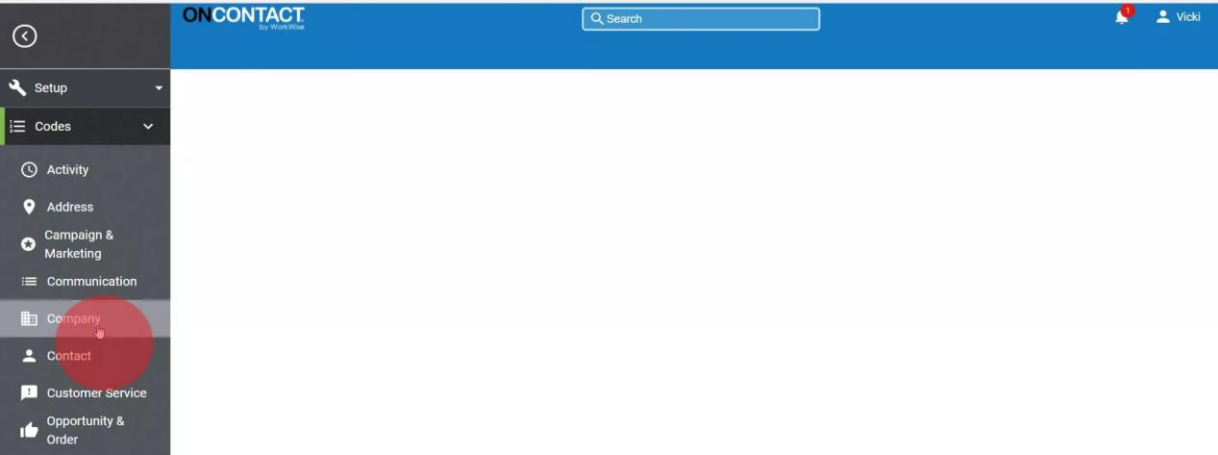 ONCONTACT
by WorkWise
Search
1
Vicki
Setup
Codes
Activity
Address
Campaign &
Marketing
Communication
Company
Contact
Customer Service
Opportunity &
Order